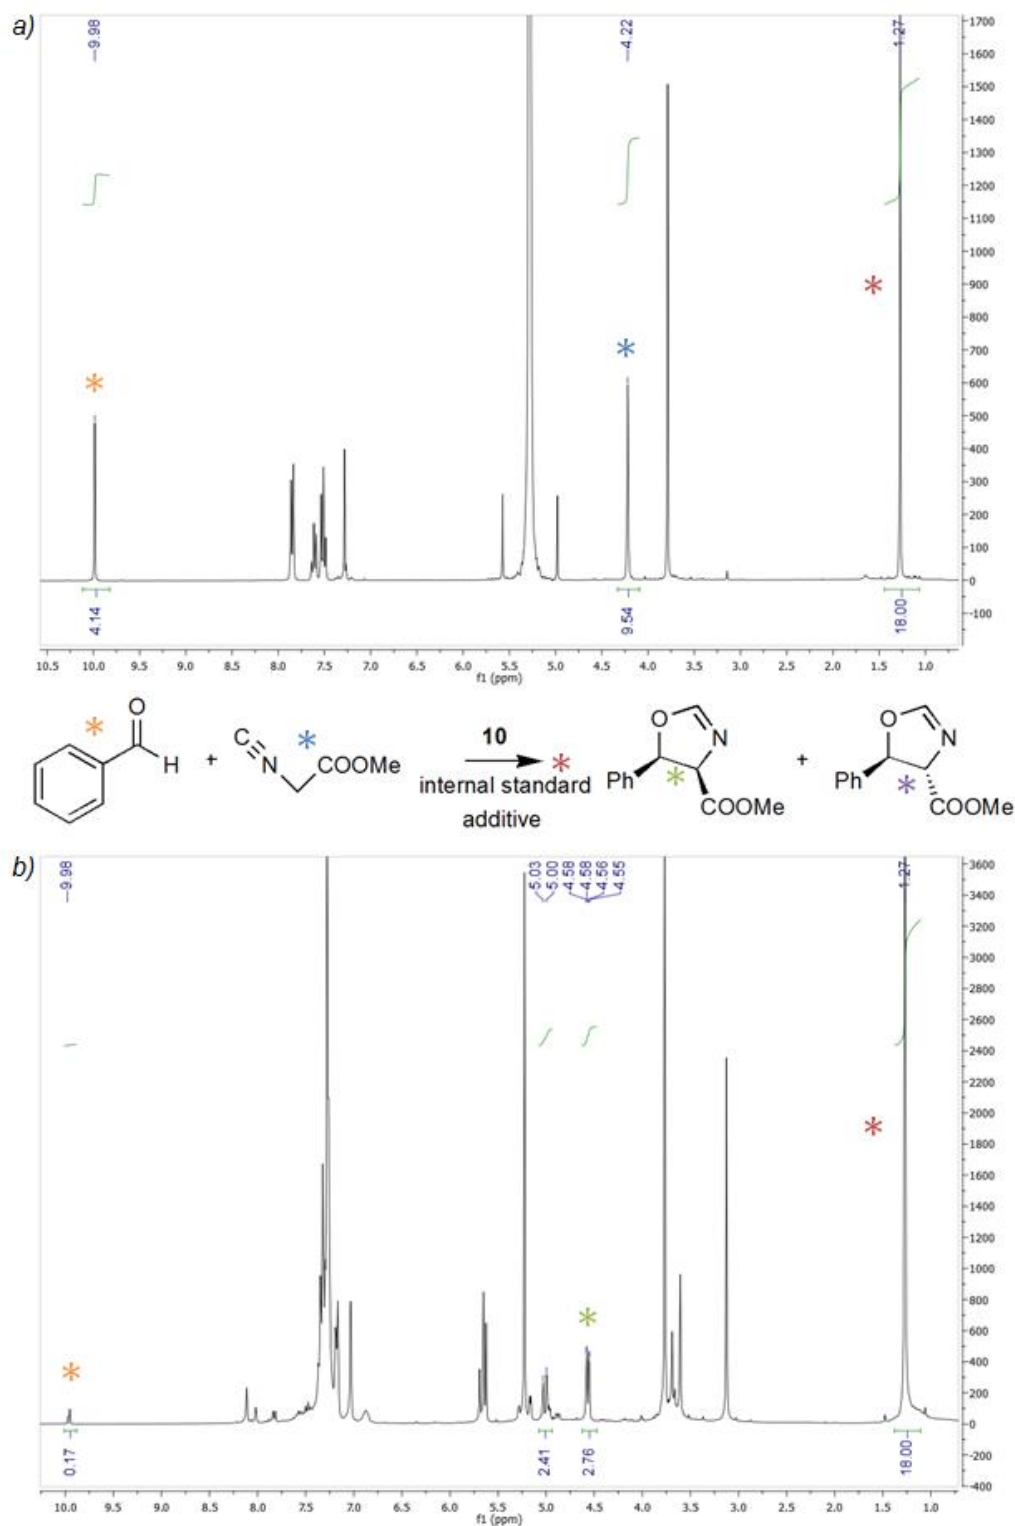 a)
9.98
4.22
1.27
1700
1600
1500
1400
1300
1200
1100
1000
900
800
700
600
500
400
300
200
100
0
-100
4.14
9.54
18.00
10.5 10.0 9.5 9.0 8.5 8.0 7.5 7.0 6.5 6.0 5.5 5.0 4.5 4.0 3.5 3.0 2.5 2.0 1.5 1.0
f1 (ppm)
O
H
+
C
N
COOMe
10
internal standard
additive
O
N
Ph
COOMe
+
O
N
Ph
COOMe
b)
9.98
5.03
5.00
4.58
4.58
4.56
4.55
1.27
3600
3400
3200
3000
2800
2600
2400
2200
2000
1800
1600
1400
1200
1000
800
600
400
200
0
-200
-400
0.17
2.41
2.76
18.00
10.0 9.5 9.0 8.5 8.0 7.5 7.0 6.5 6.0 5.5 5.0 4.5 4.0 3.5 3.0 2.5 2.0 1.5 1.0
f1 (ppm)